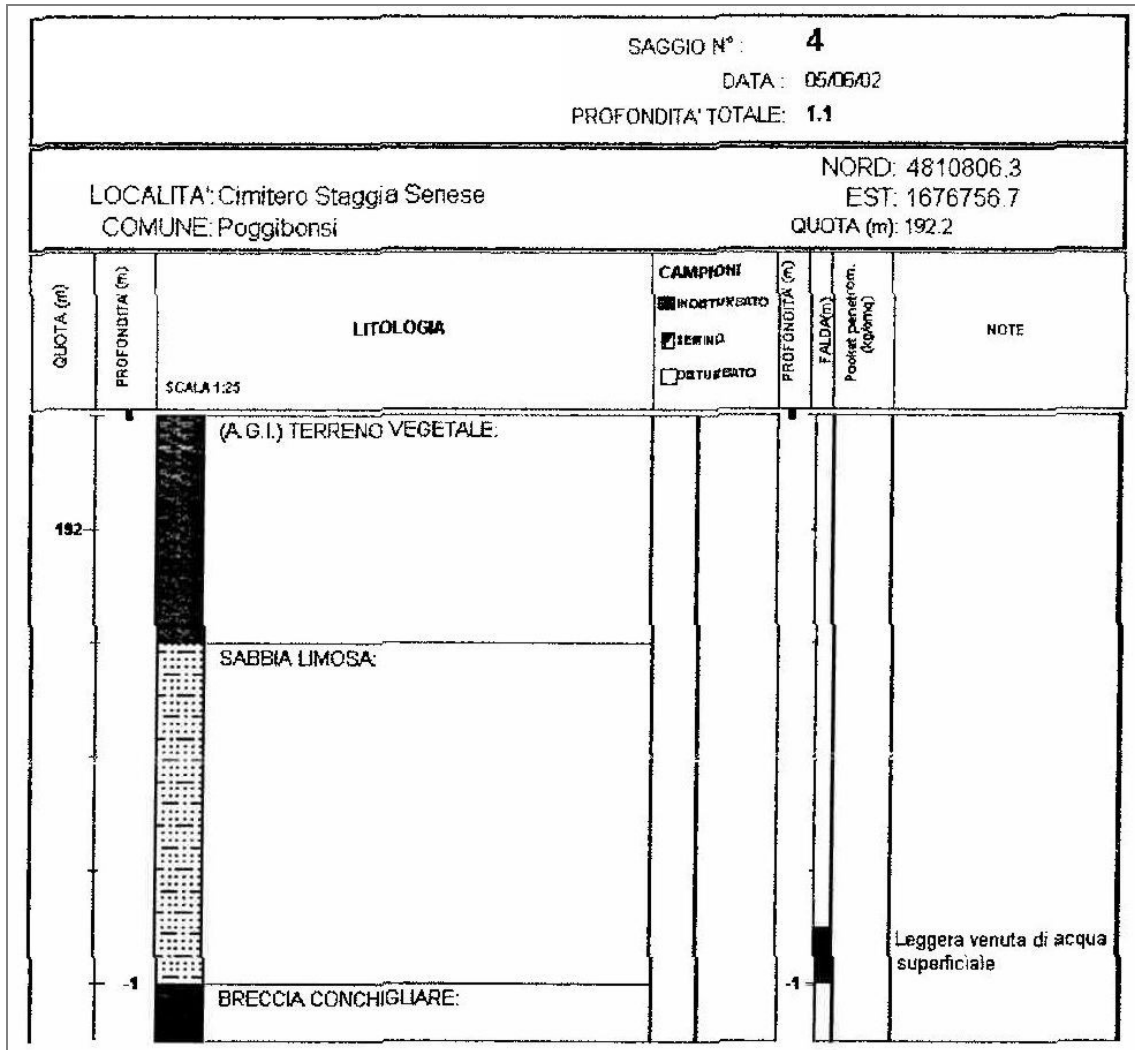 SAGGIO N° : 4
DATA : 05/06/02
PROFONDITA' TOTALE: 1.1
LOCALITA': Cimitero Staggia Senese
COMUNE: Poggibonsi
NORD: 4810806.3
EST: 1676756.7
QUOTA (m): 192.2
QUOTA (m)
PROFONDITA' (m)
LITOLOGIA
SCALA 1:25
CAMPIONI
INDISTURBATO
DISTURBATO
PROFONDITA' (m)
FALDA(m)
Pocket penetrom.
(kg/cmq)
NOTE
(A.G.I.) TERRENO VEGETALE:
192
SABBIA LIMOSA:
Leggera venuta di acqua
superficiale
-1
-1
BRECCIA CONCHIGLIARE: